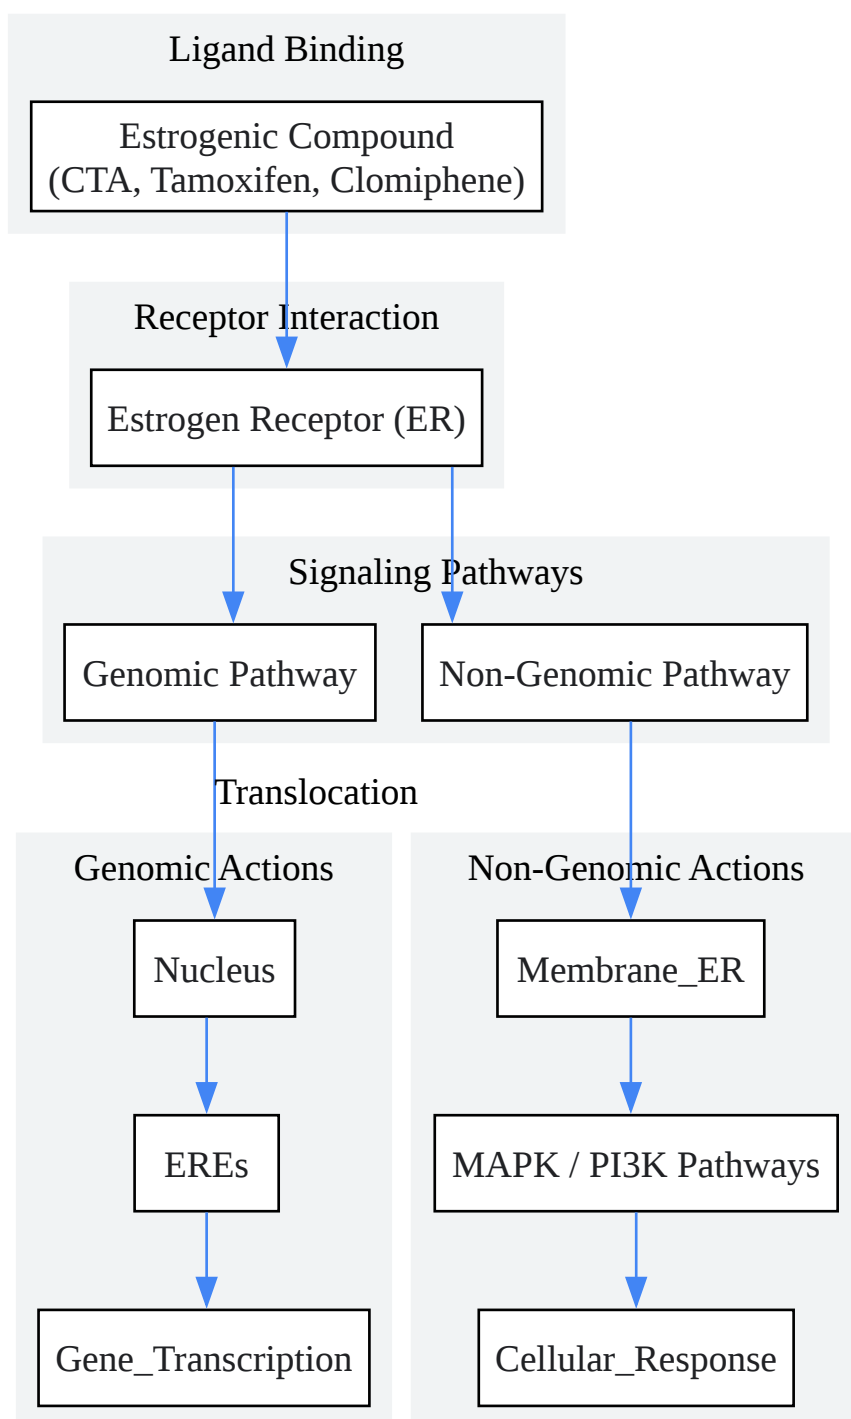 Ligand Binding
Estrogenic Compound
(CTA, Tamoxifen, Clomiphene)
Receptor Interaction
Estrogen Receptor (ER)
Signaling Pathways
Genomic Pathway
Non-Genomic Pathway
Translocation
Genomic Actions
Non-Genomic Actions
Nucleus
Membrane_ER
EREs
MAPK / PI3K Pathways
Gene_Transcription
Cellular_Response